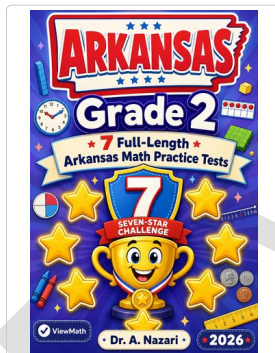 ARKANSAS
Grade 2
7 Full-Length
Arkansas Math Practice Tests
7
SEVEN-STAR
CHALLENGE
ViewMath
Dr. A. Nazari
2026